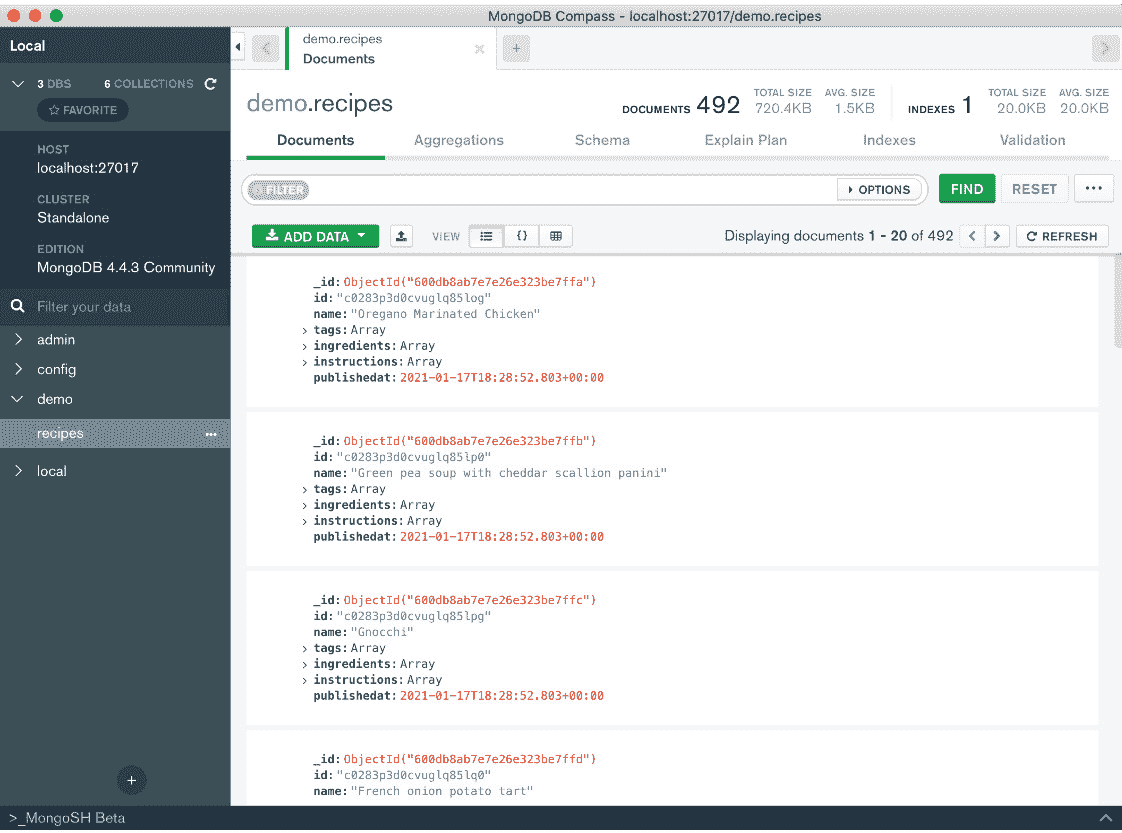 MongoDB Compass - localhost:27017/demo.recipes
Local
3 DBS 6 COLLECTIONS
FAVORITE
HOST
localhost:27017
CLUSTER
Standalone
EDITION
MongoDB 4.4.3 Community
Filter your data
admin
config
demo
recipes
local
demo.recipes
Documents
demo.recipes
DOCUMENTS 492
TOTAL SIZE
720.4KB
AVG. SIZE
1.5KB
INDEXES 1
TOTAL SIZE
20.0KB
AVG. SIZE
20.0KB
Documents Aggregations Schema Explain Plan Indexes Validation
FILTER OPTIONS FIND RESET
ADD DATA VIEW {} Displaying documents 1 - 20 of 492 REFRESH
_id: ObjectId("600db8ab7e7e26e323be7ffa")
id: "c0283p3d0cvuglq85log"
name: "Oregano Marinated Chicken"
tags: Array
ingredients: Array
instructions: Array
publishedat: 2021-01-17T18:28:52.803+00:00
_id: ObjectId("600db8ab7e7e26e323be7ffb")
id: "c0283p3d0cvuglq85lp0"
name: "Green pea soup with cheddar scallion panini"
tags: Array
ingredients: Array
instructions: Array
publishedat: 2021-01-17T18:28:52.803+00:00
_id: ObjectId("600db8ab7e7e26e323be7ffc")
id: "c0283p3d0cvuglq85lpg"
name: "Gnocchi"
tags: Array
ingredients: Array
instructions: Array
publishedat: 2021-01-17T18:28:52.803+00:00
_id: ObjectId("600db8ab7e7e26e323be7ffd")
id: "c0283p3d0cvuglq85lq0"
name: "French onion potato tart"
>_MongoSH Beta